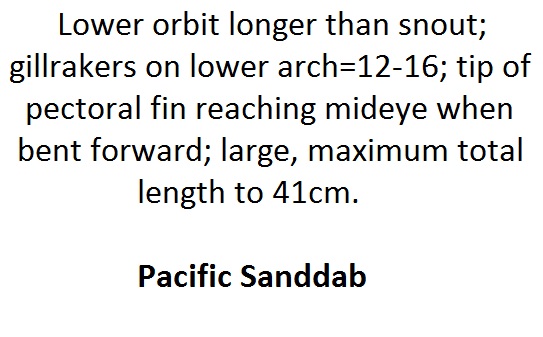 Lower orbit longer than snout;
gillrakers on lower arch=12-16; tip of
pectoral fin reaching mideye when
bent forward; large, maximum total
length to 41cm.
Pacific Sanddab